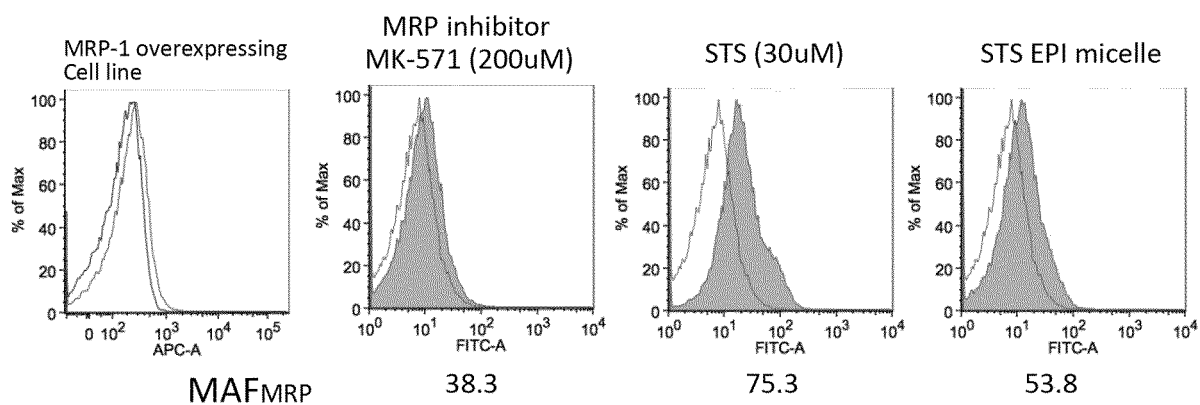 MRP-1 overexpressing
Cell line
% of Max
100
80
60
40
20
0
0 10² 10³ 10⁴ 10⁵
APC-A
MRP inhibitor
MK-571 (200uM)
% of Max
100
80
60
40
20
0
10⁰ 10¹ 10² 10³ 10⁴
FITC-A
STS (30uM)
% of Max
100
80
60
40
20
0
10⁰ 10¹ 10² 10³ 10⁴
FITC-A
STS EPI micelle
% of Max
100
80
60
40
20
0
10⁰ 10¹ 10² 10³ 10⁴
FITC-A
MAFMRP 38.3 75.3 53.8